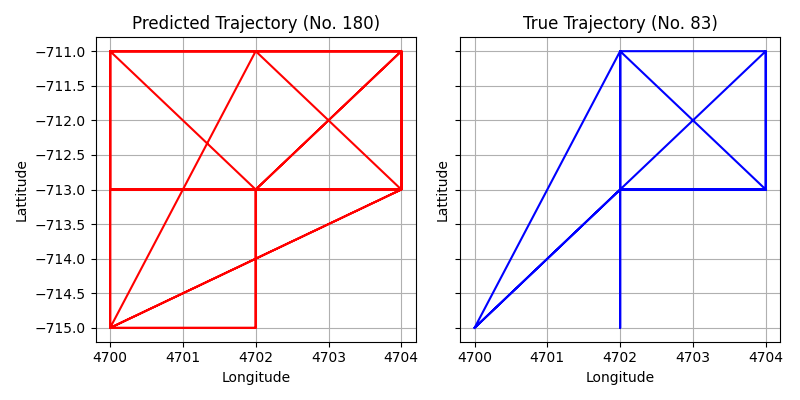 Predicted Trajectory (No. 180)
True Trajectory (No. 83)
−711.0
−711.5
−712.0
−712.5
−713.0
−713.5
−714.0
−714.5
−715.0
Lattitude
Lattitude
4700 4701 4702 4703 4704
4700 4701 4702 4703 4704
Longitude
Longitude